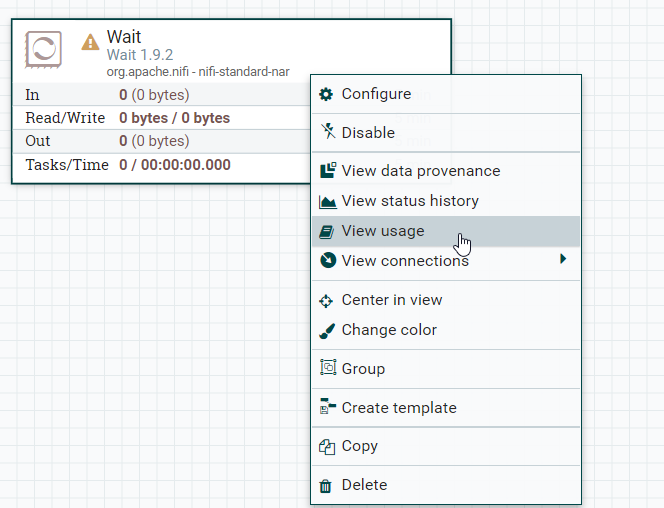 Wait
Wait 1.9.2
org.apache.nifi - nifi-standard-nar
In 0 (0 bytes)
Read/Write 0 bytes / 0 bytes
Out 0 (0 bytes)
Tasks/Time 0 / 00:00:00.000
Configure
Disable
View data provenance
View status history
View usage
View connections
Center in view
Change color
Group
Create template
Copy
Delete